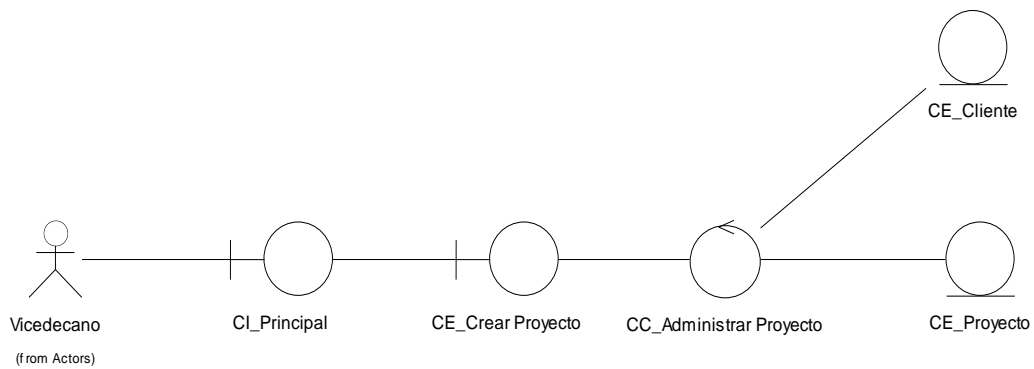 CE_Cliente
Vicedecano
(from Actors)
CI_Principal
CE_Crear Proyecto
CC_Administrar Proyecto
CE_Proyecto